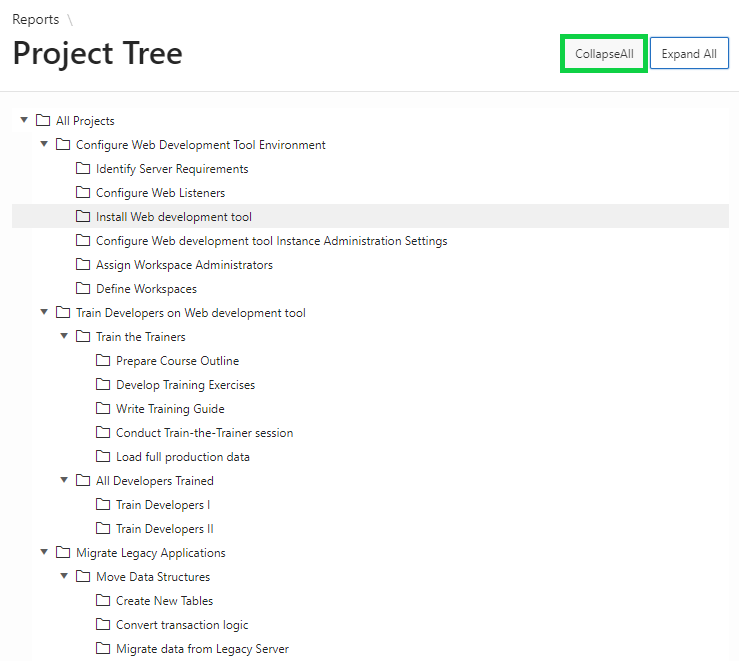 Reports \
Project Tree
CollapseAll
Expand All
All Projects
Configure Web Development Tool Environment
Identify Server Requirements
Configure Web Listeners
Install Web development tool
Configure Web development tool Instance Administration Settings
Assign Workspace Administrators
Define Workspaces
Train Developers on Web development tool
Train the Trainers
Prepare Course Outline
Develop Training Exercises
Write Training Guide
Conduct Train-the-Trainer session
Load full production data
All Developers Trained
Train Developers I
Train Developers II
Migrate Legacy Applications
Move Data Structures
Create New Tables
Convert transaction logic
Migrate data from Legacy Server